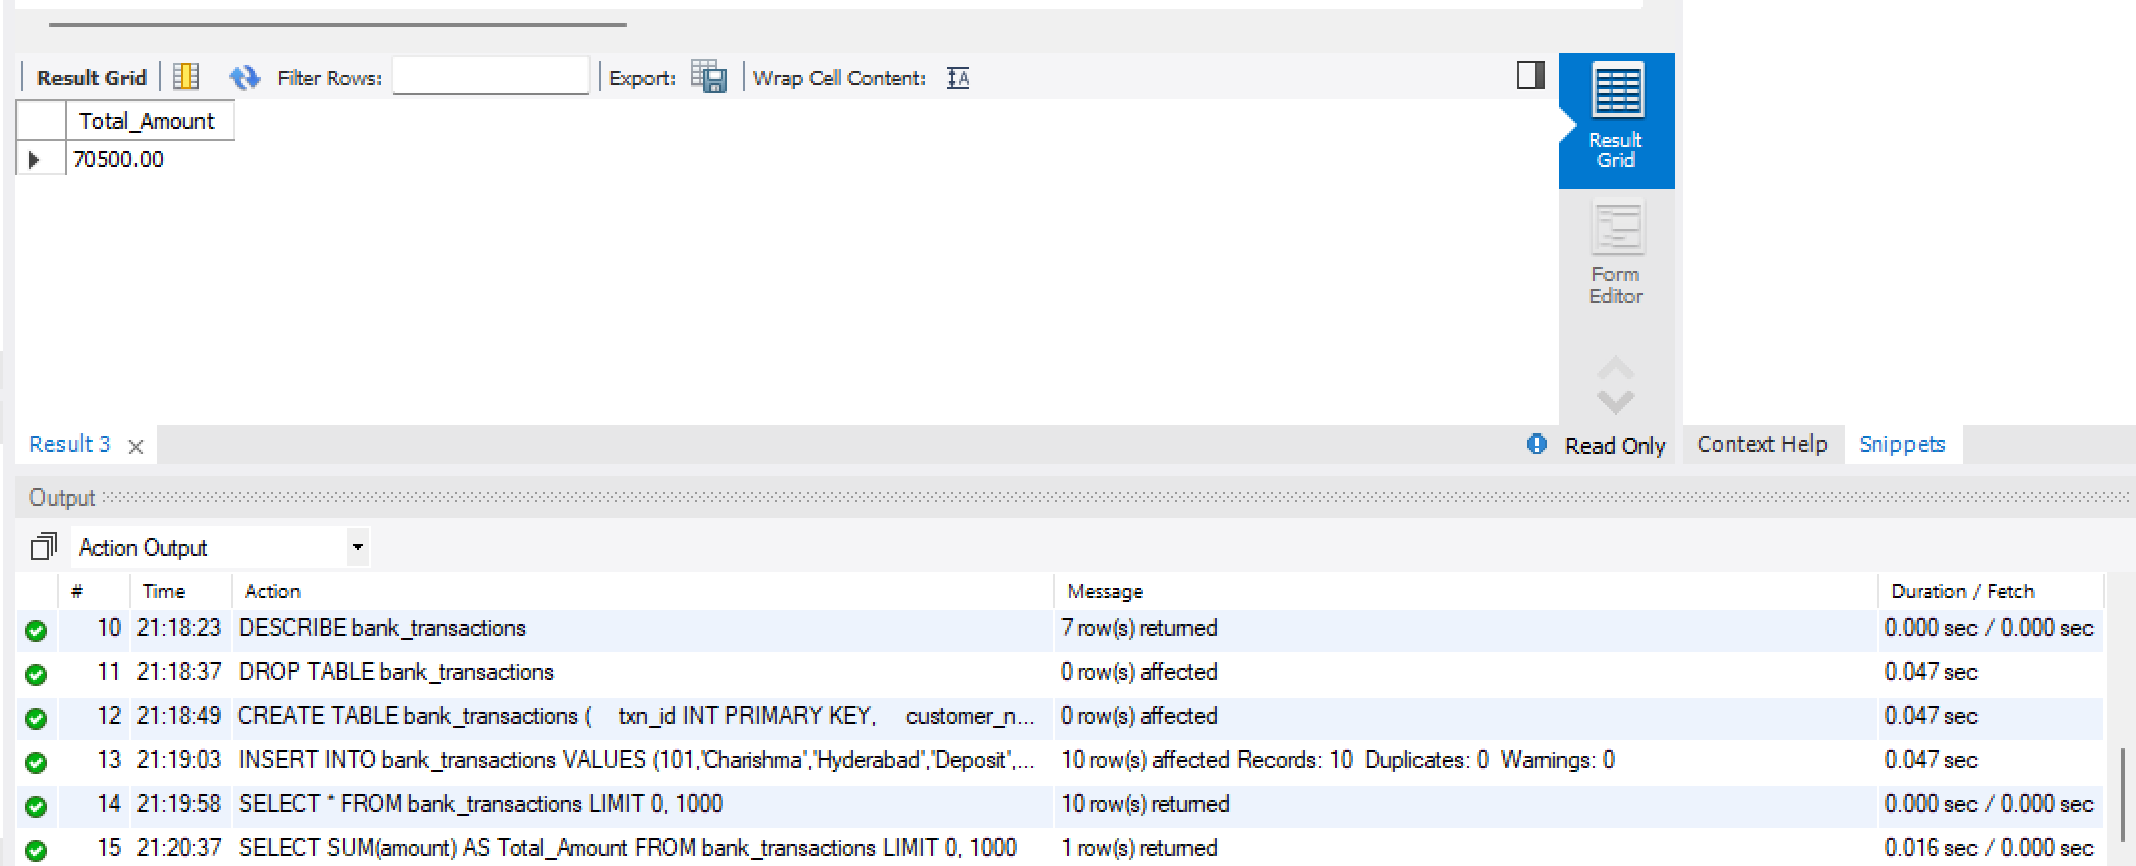 Result Grid Filter Rows: Export: Wrap Cell Content:
Total_Amount
70500.00
Result
Grid
Form
Editor
Result 3 Read Only Context Help Snippets
Output
Action Output
# Time Action Message Duration / Fetch
10 21:18:23 DESCRIBE bank_transactions 7 row(s) returned 0.000 sec / 0.000 sec
11 21:18:37 DROP TABLE bank_transactions 0 row(s) affected 0.047 sec
12 21:18:49 CREATE TABLE bank_transactions ( txn_id INT PRIMARY KEY, customer_n... 0 row(s) affected 0.047 sec
13 21:19:03 INSERT INTO bank_transactions VALUES (101,'Charishma','Hyderabad','Deposit',... 10 row(s) affected Records: 10 Duplicates: 0 Warnings: 0 0.047 sec
14 21:19:58 SELECT * FROM bank_transactions LIMIT 0, 1000 10 row(s) returned 0.000 sec / 0.000 sec
15 21:20:37 SELECT SUM(amount) AS Total_Amount FROM bank_transactions LIMIT 0, 1000 1 row(s) returned 0.016 sec / 0.000 sec